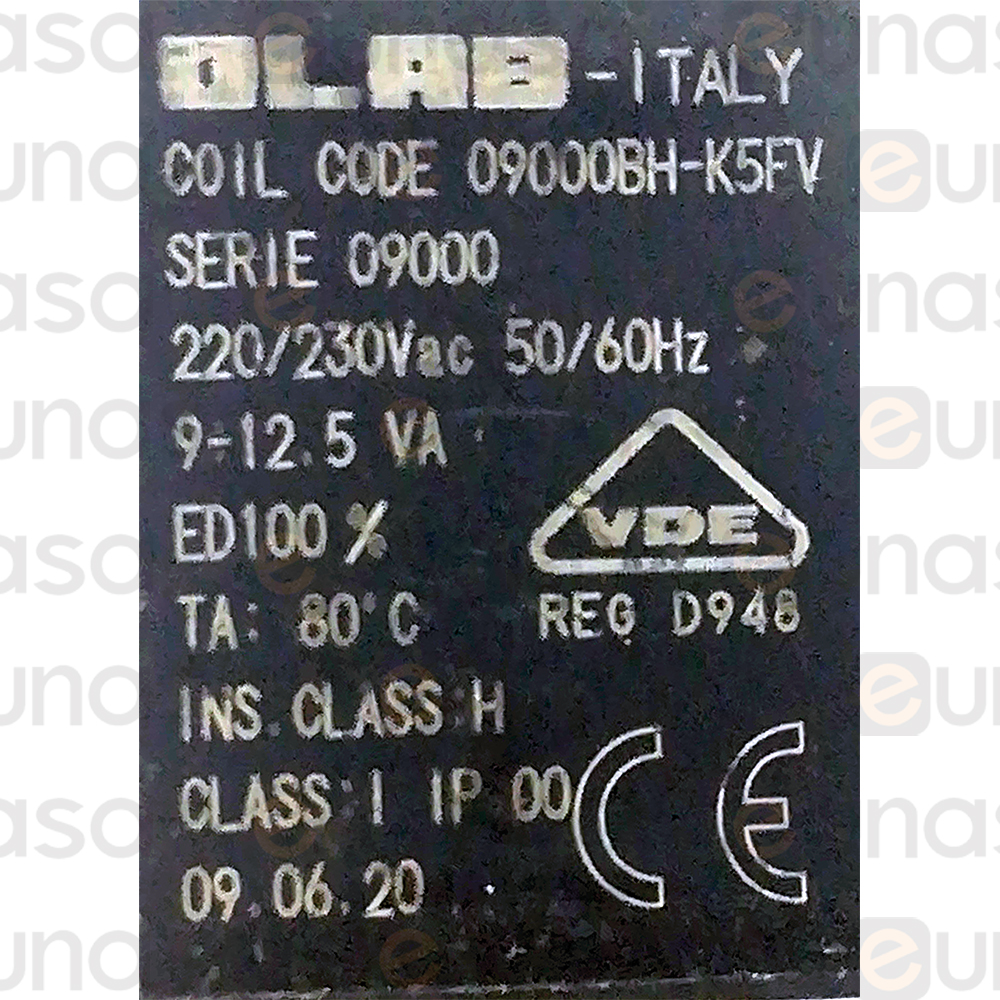 OLAB - ITALY
COIL CODE 09000BH-K5FV
SERIE 09000
220/230Vac 50/60Hz
9-12.5 VA
ED100 %
TA: 80°C
INS. CLASS:H
CLASS:I IP 00
09.06.20
VDE
REG D948
CE
eunaso